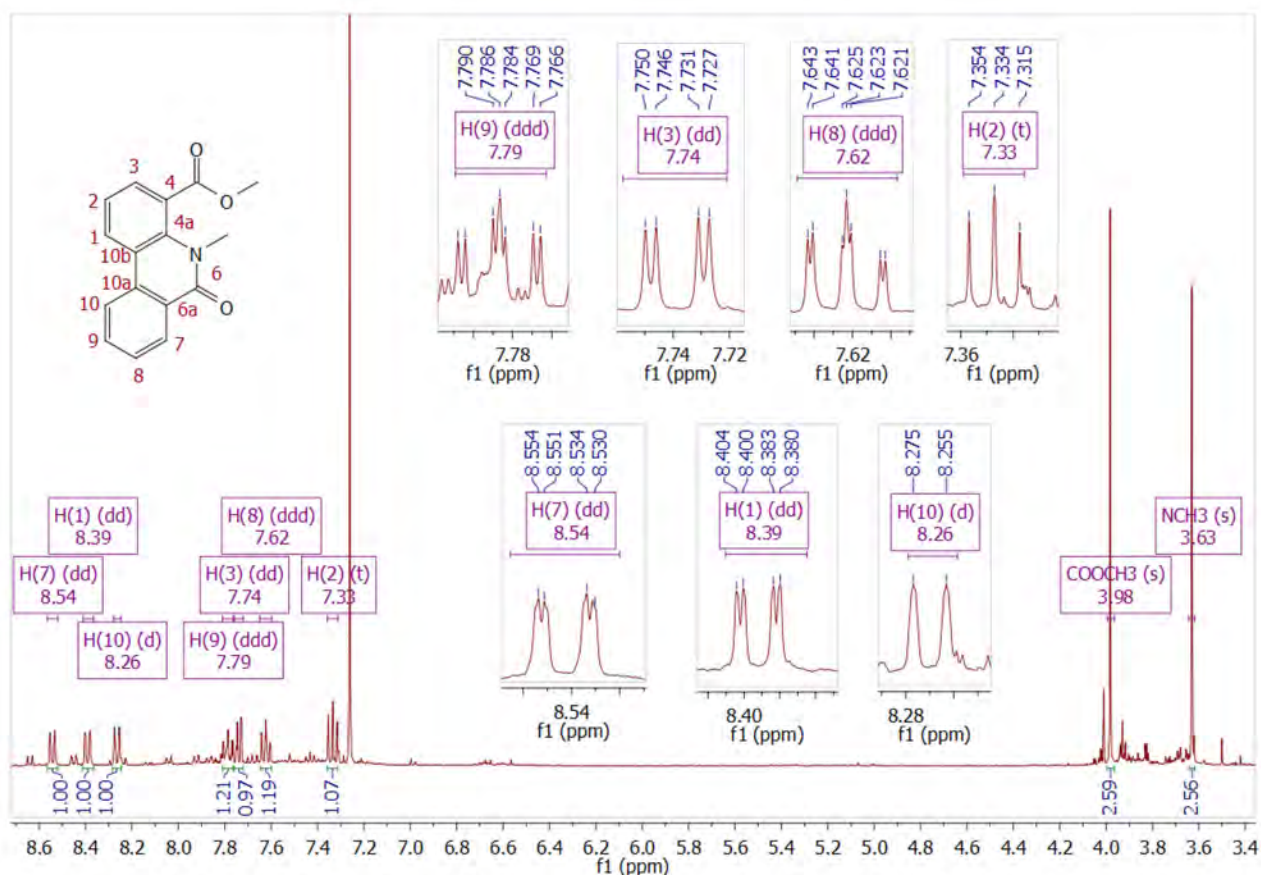 7.790
7.786
7.784
7.769
7.766
7.750
7.746
7.731
7.727
7.643
7.641
7.625
7.623
7.621
7.354
7.334
7.315
H(9) (ddd)
7.79
H(3) (dd)
7.74
H(8) (ddd)
7.62
H(2) (t)
7.33
7.78
f1 (ppm)
7.74 7.72
f1 (ppm)
7.62
f1 (ppm)
7.36
f1 (ppm)
O
3
4
O
2
4a
1
N
10b
6
10a
O
10
6a
9
7
8
8.554
8.551
8.534
8.530
8.404
8.400
8.383
8.380
8.275
8.255
H(7) (dd)
8.54
H(1) (dd)
8.39
H(10) (d)
8.26
8.54
f1 (ppm)
8.40
f1 (ppm)
8.28
f1 (ppm)
H(1) (dd)
8.39
H(8) (ddd)
7.62
H(7) (dd)
8.54
H(3) (dd)
7.74
H(2) (t)
7.33
H(10) (d)
8.26
H(9) (ddd)
7.79
NCH3 (s)
3.63
COOCH3 (s)
3.98
1.00
1.00
1.00
1.21
0.97
1.19
1.07
2.59
2.56
8.6 8.4 8.2 8.0 7.8 7.6 7.4 7.2 7.0 6.8 6.6 6.4 6.2 6.0 5.8 5.6 5.4 5.2 5.0 4.8 4.6 4.4 4.2 4.0 3.8 3.6 3.4
f1 (ppm)